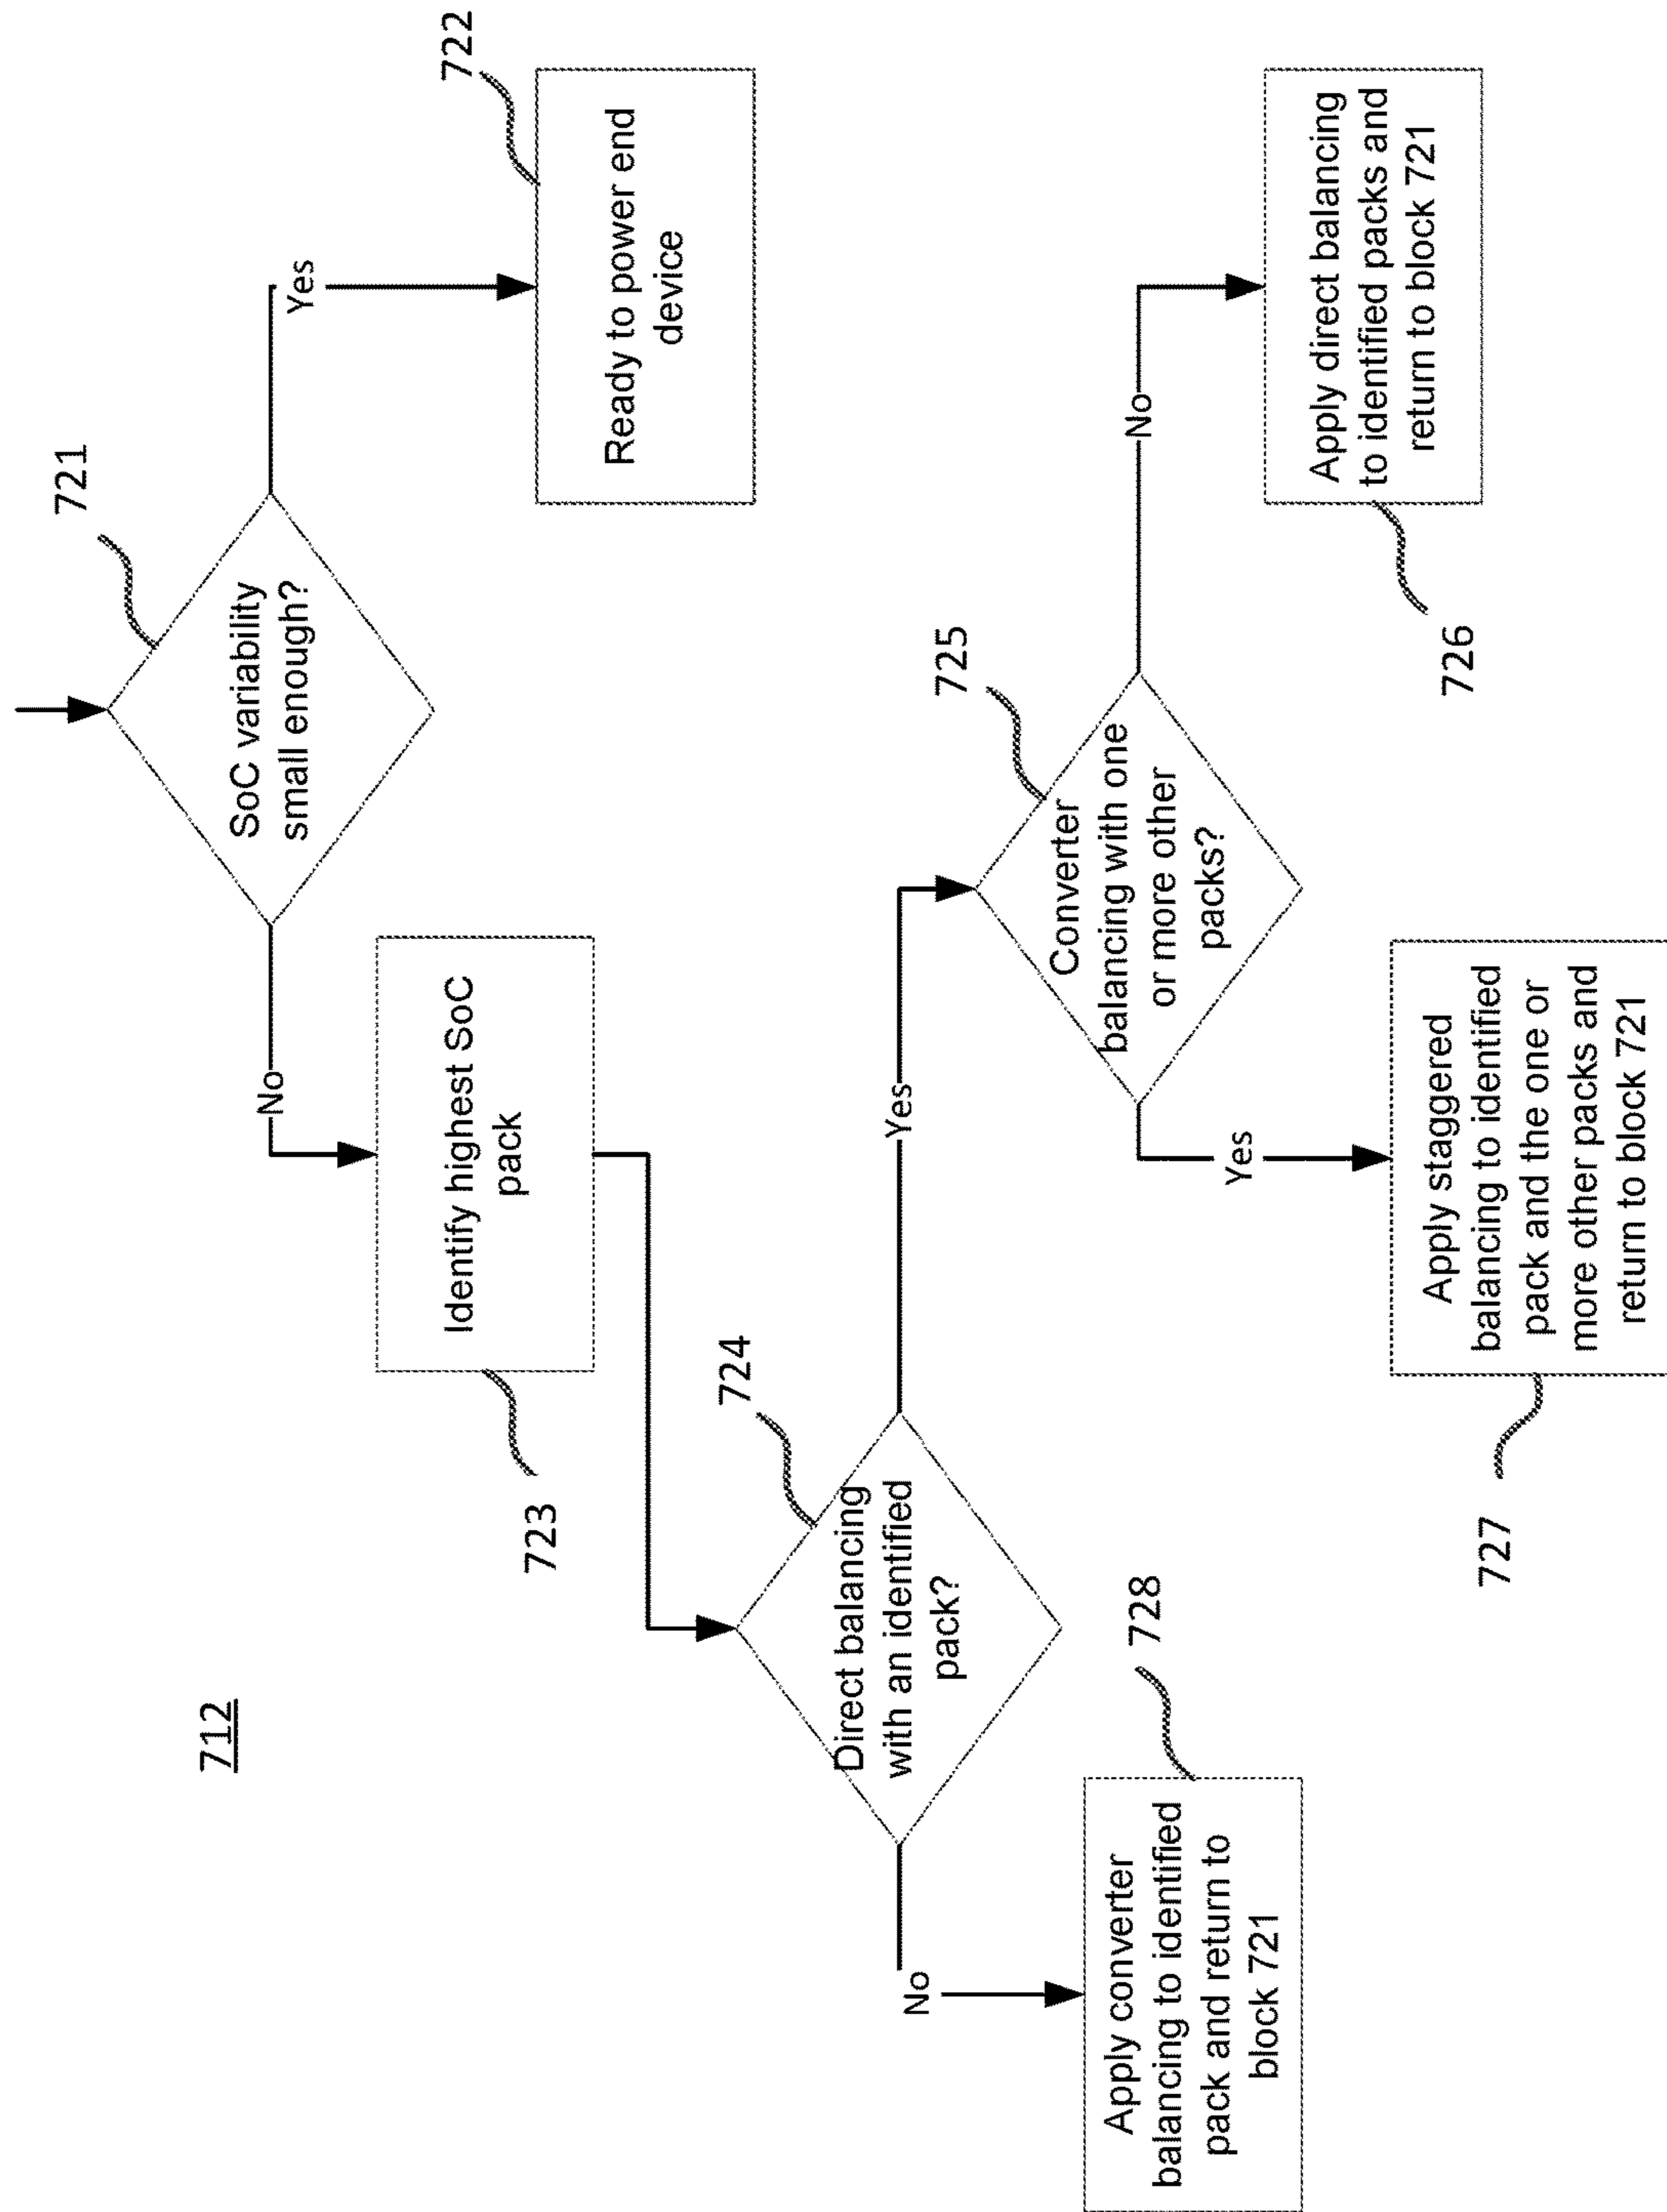 712
721
SoC variability
small enough?
Yes
722
Ready to power end
device
No
Identify highest SoC
pack
723
724
Direct balancing
with an identified
pack?
Yes
725
Converter
balancing with one
or more other
packs?
No
Apply direct balancing
to identified packs and
return to block 721
726
Yes
Apply staggered
balancing to identified
pack and the one or
more other packs and
return to block 721
727
No
728
Apply converter
balancing to identified
pack and return to
block 721